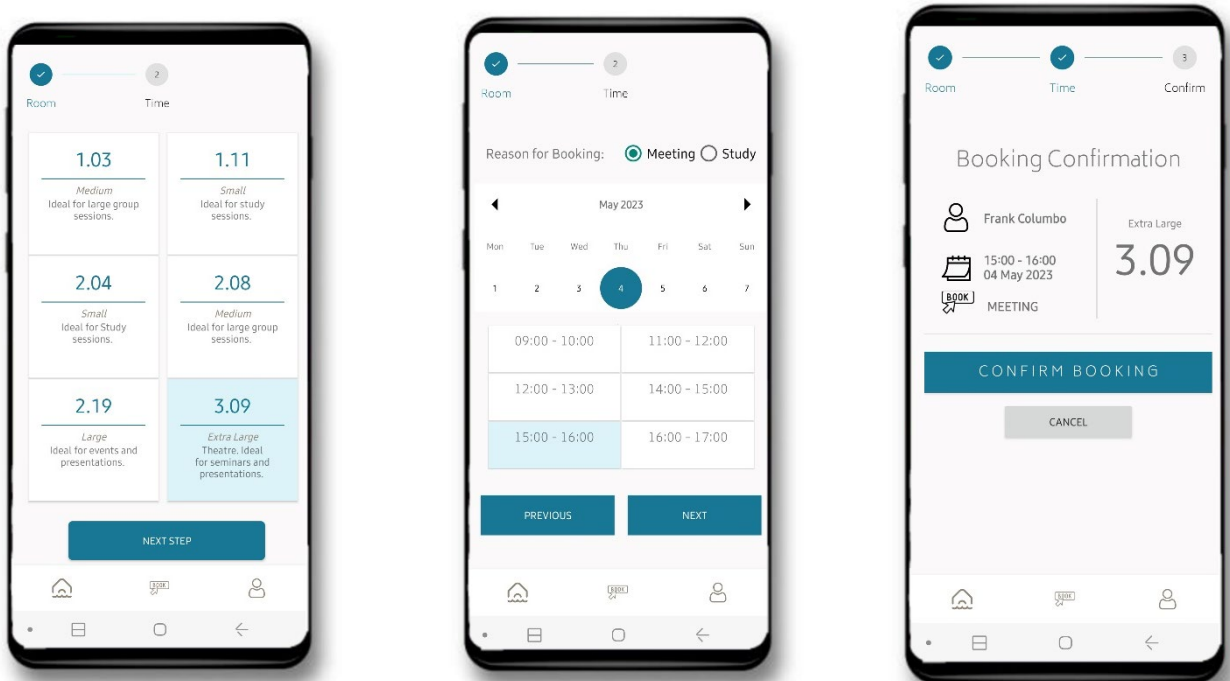 2
Room
Time
1.03
1.11
Medium
Small
Ideal for large group
sessions.
Ideal for study
sessions.
2.04
2.08
Small
Medium
Ideal for Study
sessions.
Ideal for large group
sessions.
2.19
3.09
Large
Extra Large
Ideal for events and
presentations.
Theatre. Ideal
for seminars and
presentations.
NEXT STEP
BOOK
2
Room
Time
Reason for Booking: Meeting Study
May 2023
Mon Tue Wed Thu Fri Sat Sun
1 2 3 4 5 6 7
09:00 - 10:00
11:00 - 12:00
12:00 - 13:00
14:00 - 15:00
15:00 - 16:00
16:00 - 17:00
PREVIOUS
NEXT
BOOK
3
Room
Time
Confirm
Booking Confirmation
Frank Columbo
15:00 - 16:00
04 May 2023
BOOK
MEETING
Extra Large
3.09
CONFIRM BOOKING
CANCEL
BOOK